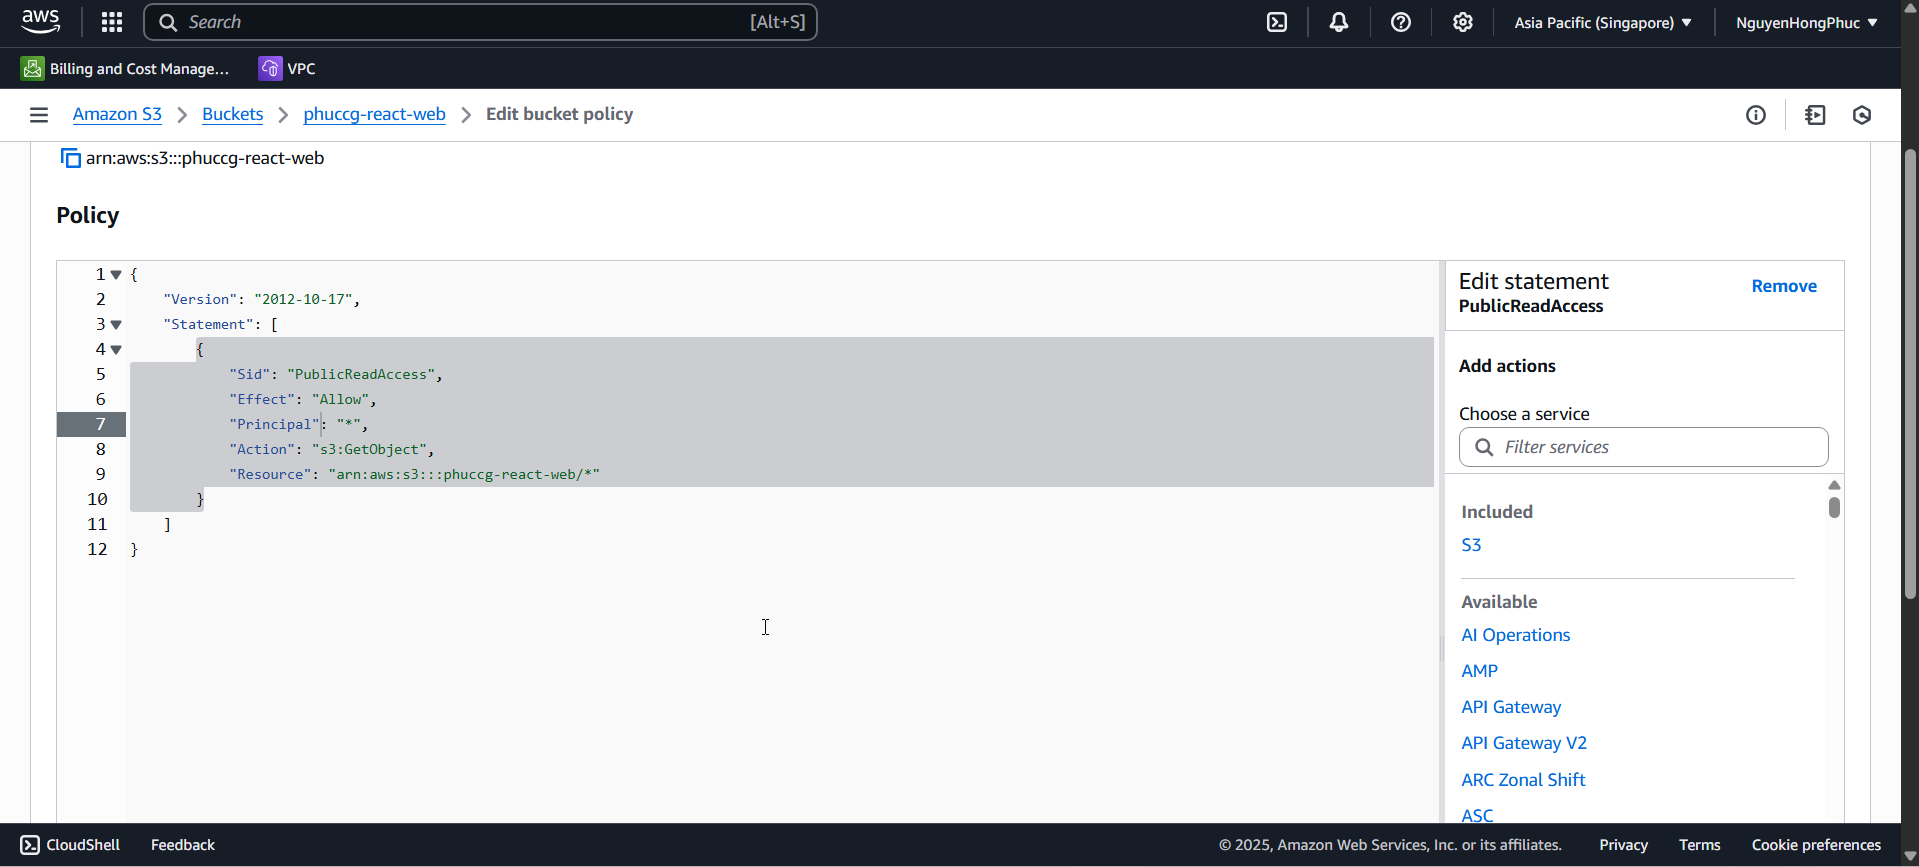 aws
Search
[Alt+S]
Asia Pacific (Singapore)
NguyenHongPhuc
Billing and Cost Manage...
VPC
Amazon S3
Buckets
phuccg-react-web
Edit bucket policy
arn:aws:s3:::phuccg-react-web
Policy
1 {
2 "Version": "2012-10-17",
3 "Statement": [
4 {
5 "Sid": "PublicReadAccess",
6 "Effect": "Allow",
7 "Principal": "*",
8 "Action": "s3:GetObject",
9 "Resource": "arn:aws:s3:::phuccg-react-web/*"
10 }
11 ]
12 }
Edit statement
Remove
PublicReadAccess
Add actions
Choose a service
Filter services
Included
S3
Available
AI Operations
AMP
API Gateway
API Gateway V2
ARC Zonal Shift
ASC
CloudShell
Feedback
© 2025, Amazon Web Services, Inc. or its affiliates.
Privacy
Terms
Cookie preferences